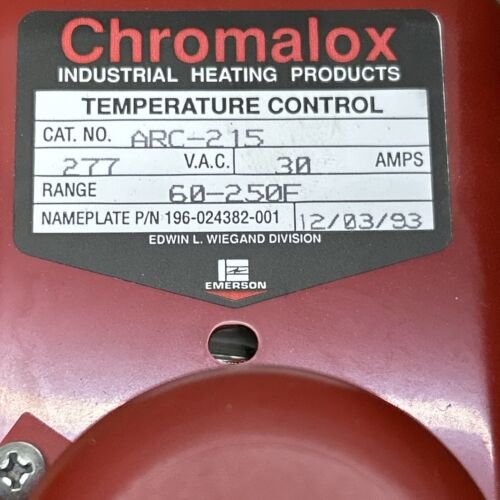 Chromalox
INDUSTRIAL HEATING PRODUCTS
TEMPERATURE CONTROL
CAT. NO. ARC-215
277 V.A.C. 30 AMPS
RANGE 60-250F
NAMEPLATE P/N 196-024382-001 12/03/93
EDWIN L. WIEGAND DIVISION
EMERSON